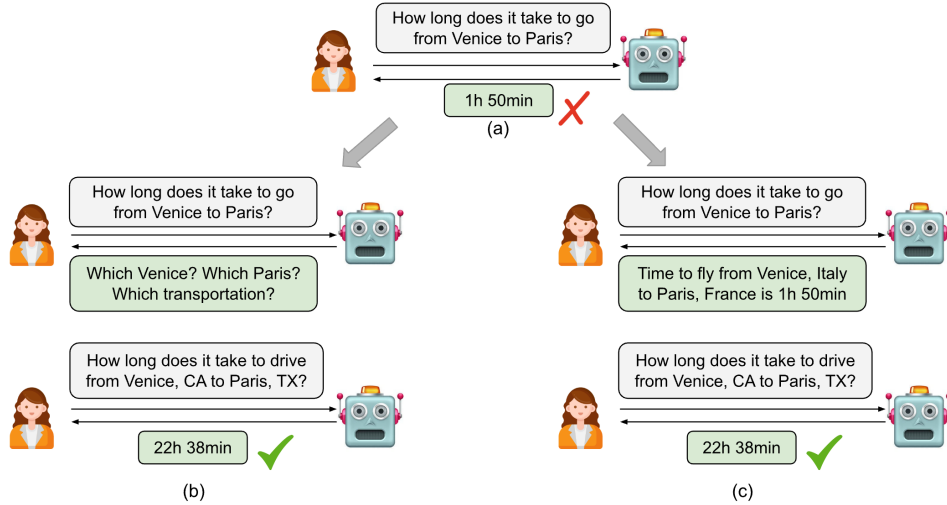 How long does it take to go
from Venice to Paris?
1h 50min
(a)
How long does it take to go
from Venice to Paris?
Which Venice? Which Paris?
Which transportation?
How long does it take to drive
from Venice, CA to Paris, TX?
22h 38min
(b)
How long does it take to go
from Venice to Paris?
Time to fly from Venice, Italy
to Paris, France is 1h 50min
How long does it take to drive
from Venice, CA to Paris, TX?
22h 38min
(c)